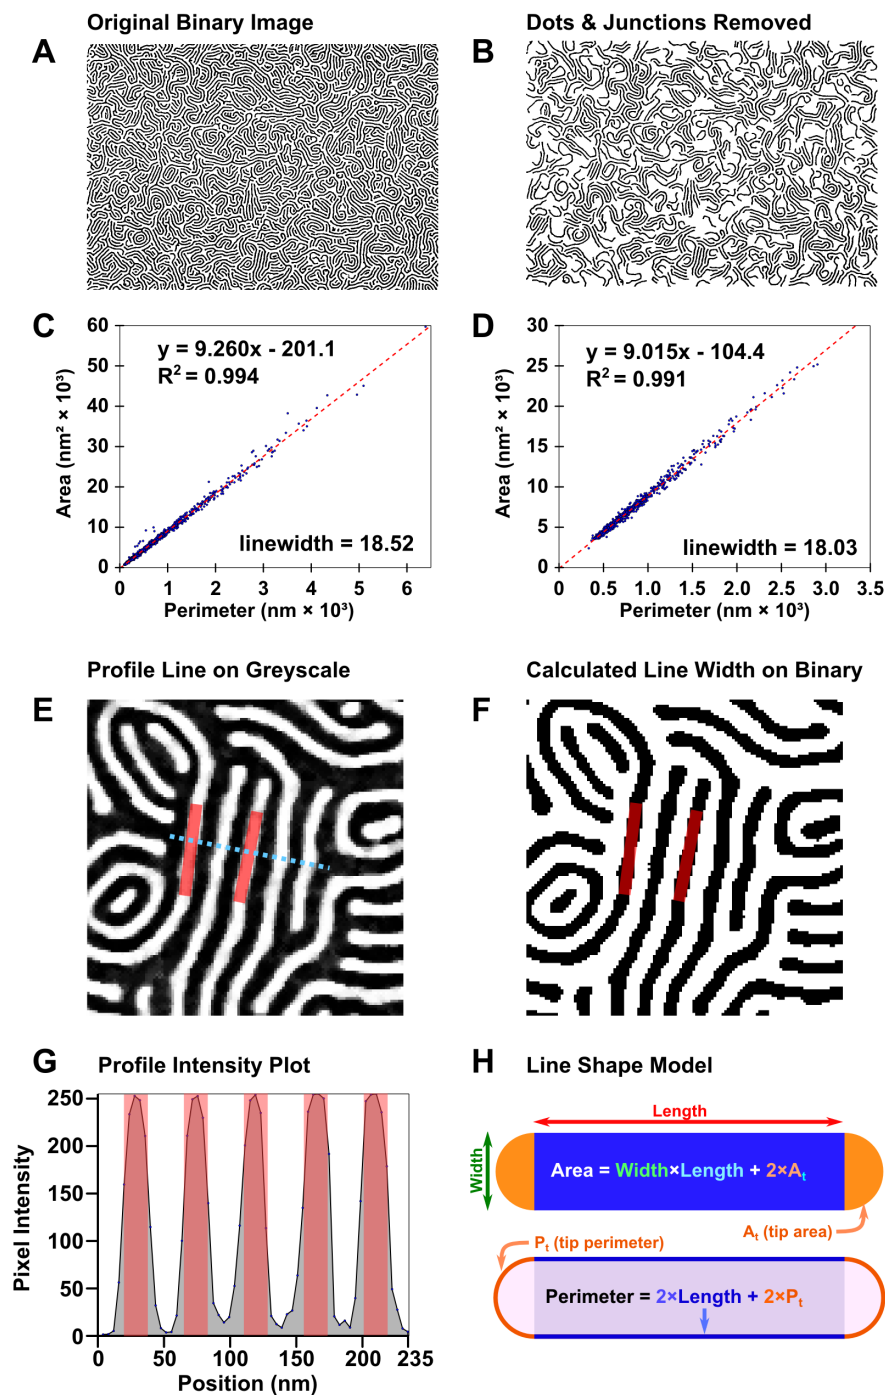 Original Binary Image
Dots & Junctions Removed
A
B
C
60
50
40
30
20
10
0
Area (nm² × 10³)
y = 9.260x - 201.1
R² = 0.994
linewidth = 18.52
0 1 2 3 4 5 6
Perimeter (nm × 10³)
D
30
25
20
15
10
5
0
Area (nm² × 10³)
y = 9.015x - 104.4
R² = 0.991
linewidth = 18.03
0 0.5 1.0 1.5 2.0 2.5 3.0 3.5
Perimeter (nm × 10³)
Profile Line on Greyscale
Calculated Line Width on Binary
E
F
G
Profile Intensity Plot
250
200
150
100
50
0
Pixel Intensity
0 50 100 150 200 235
Position (nm)
H
Line Shape Model
Length
Width
Area = Width×Length + 2×Aₜ
Aₜ (tip area)
Pₜ (tip perimeter)
Perimeter = 2×Length + 2×Pₜ